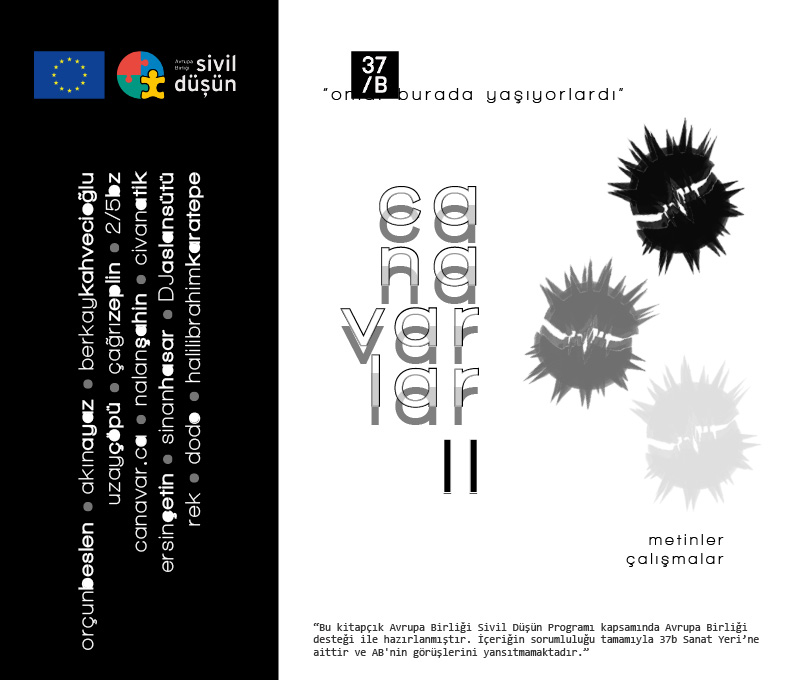 Avrupa
Birliği
sivil
düşün
orçunbeslen ● akınayaz ● berkaykahvecioğlu
uzayçöpü ● çağrızeplin ● 2/5bz
canavar.ca ● nalanşahin ● civanatik
ersinçetin ● sinanhasar ● DJaslansütü
rek ● dodo ● halilibrahimkaratepe
37
/B
burada yaşıyorlardı"
ca
na
var
lar
II
metinler
çalışmalar
“Bu kitapçık Avrupa Birliği Sivil Düşün Programı kapsamında Avrupa Birliği
desteği ile hazırlanmıştır. İçeriğin sorumluluğu tamamıyla 37b Sanat Yeri’ne
aittir ve AB'nin görüşlerini yansıtmamaktadır.”